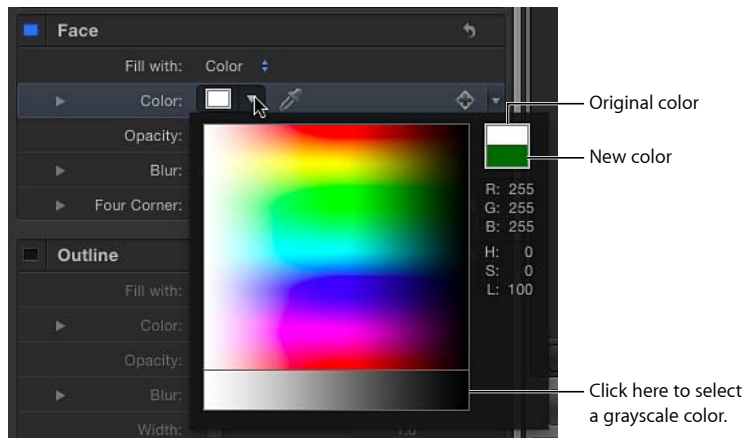 Face
Fill with: Color
Color:
Opacity:
Blur:
Four Corner:
Outline
Fill with:
Color:
Opacity:
Blur:
Width:
Original color
New color
R: 255
G: 255
B: 255
H: 0
S: 0
L: 100
Click here to select
a grayscale color.